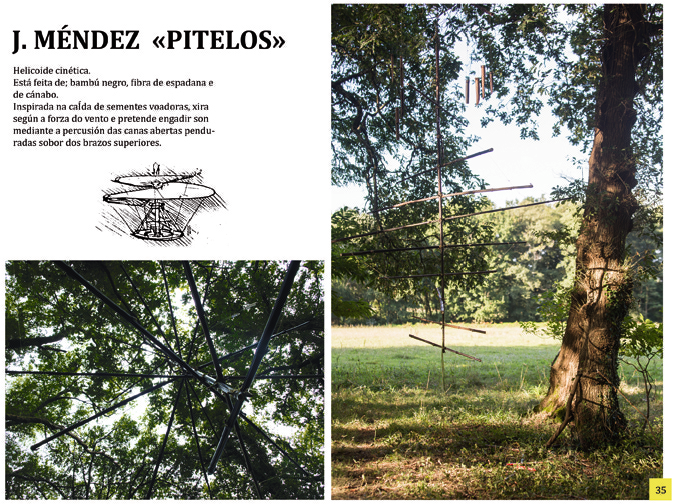 J. MÉNDEZ «PITELOS»
Helicoide cinética.
Está feita de; bambú negro, fibra de espadana e
de cánabo.
Inspirada na caÍda de sementes voadoras, xira
según a forza do vento e pretende engadir son
mediante a percusión das canas abertas pendu-
radas sobor dos brazos superiores.
35